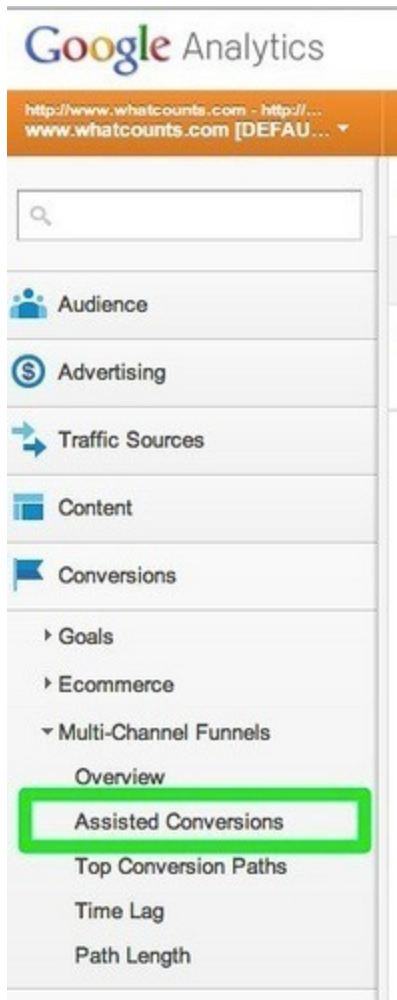 Google Analytics
http://www.whatcounts.com - http://...
www.whatcounts.com [DEFAU...
Audience
Advertising
Traffic Sources
Content
Conversions
Goals
Ecommerce
Multi-Channel Funnels
Overview
Assisted Conversions
Top Conversion Paths
Time Lag
Path Length